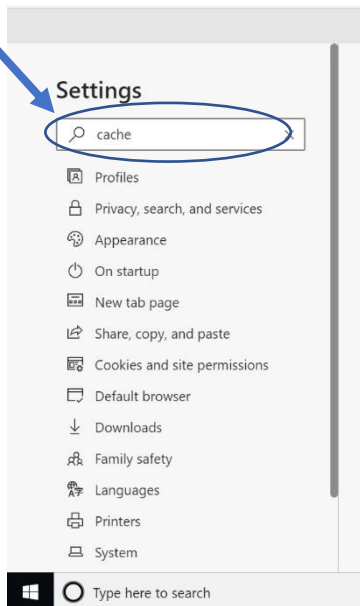 Settings
cache
Profiles
Privacy, search, and services
Appearance
On startup
New tab page
Share, copy, and paste
Cookies and site permissions
Default browser
Downloads
Family safety
Languages
Printers
System
Type here to search